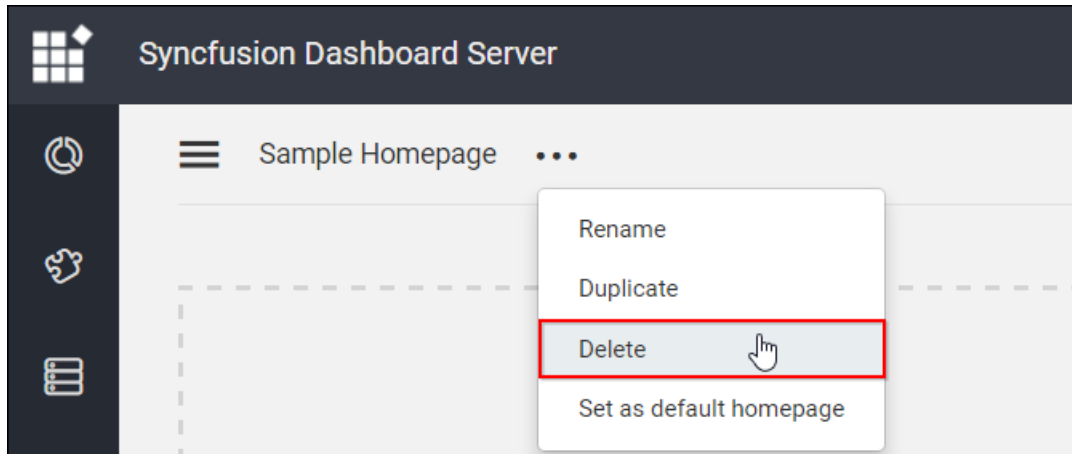 Syncfusion Dashboard Server
Sample Homepage
Rename
Duplicate
Delete
Set as default homepage